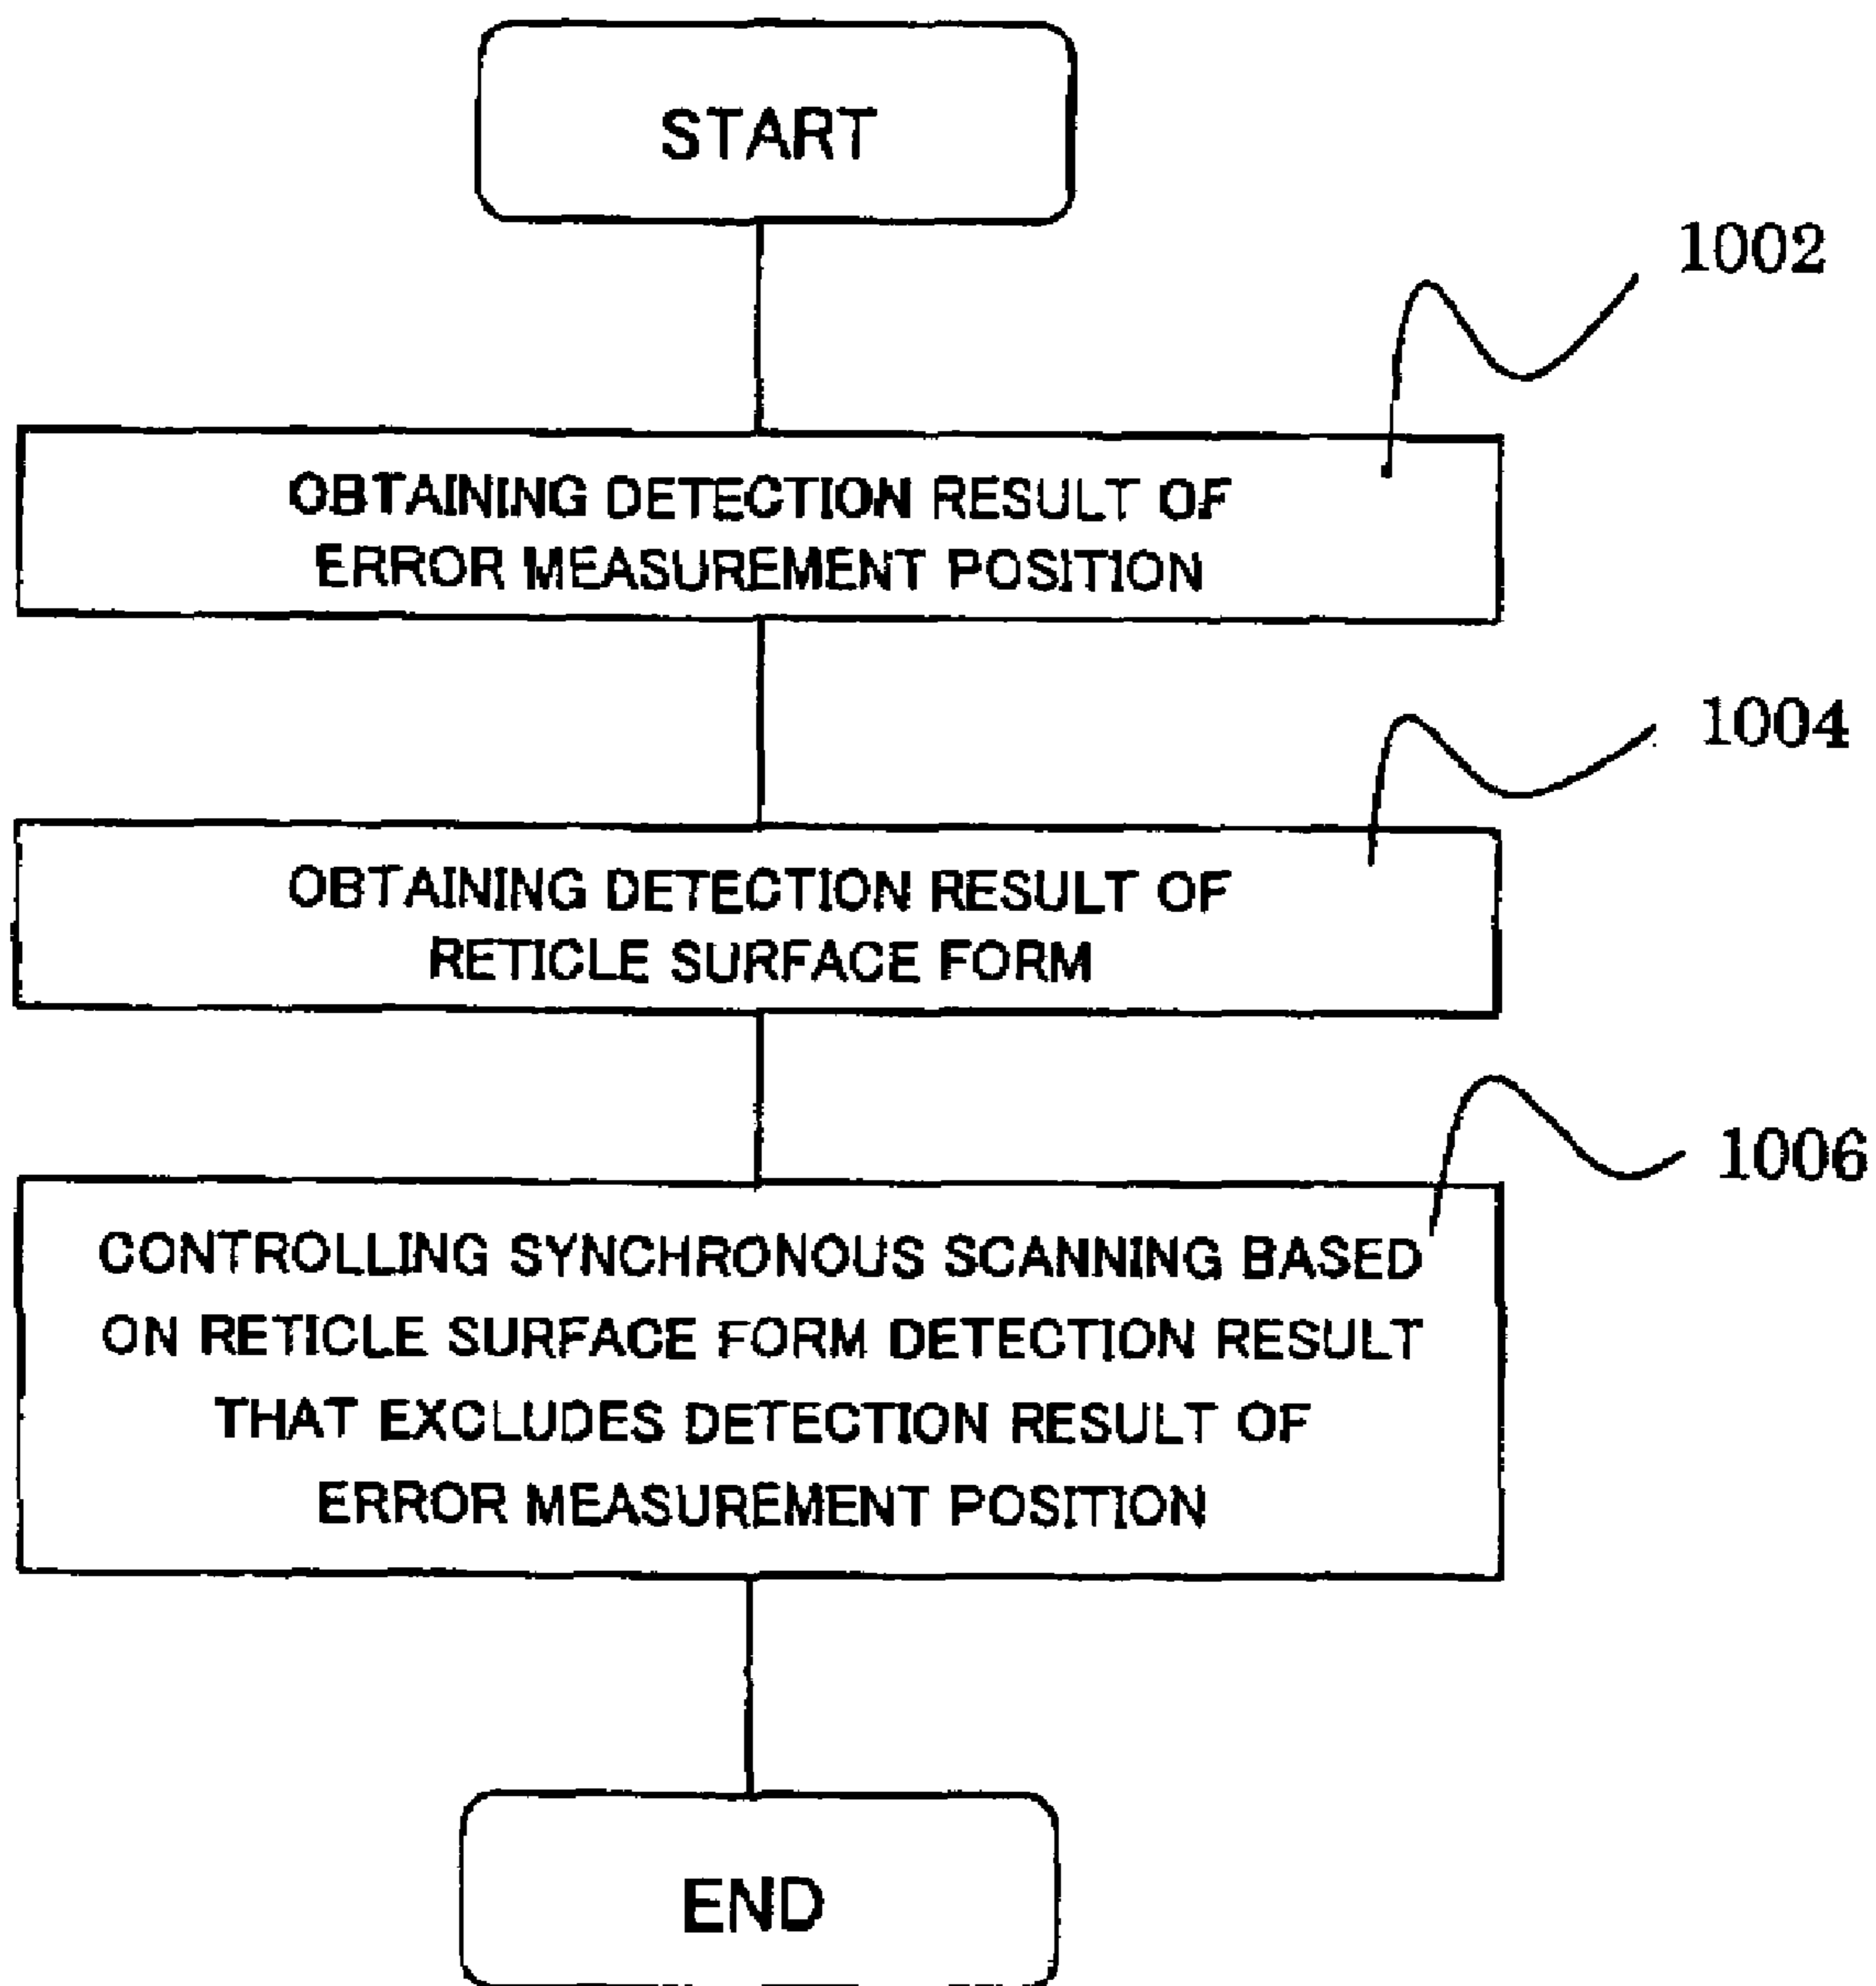 START
1002
OBTAINING DETECTION RESULT OF
ERROR MEASUREMENT POSITION
1004
OBTAINING DETECTION RESULT OF
RETICLE SURFACE FORM
1006
CONTROLLING SYNCHRONOUS SCANNING BASED
ON RETICLE SURFACE FORM DETECTION RESULT
THAT EXCLUDES DETECTION RESULT OF
ERROR MEASUREMENT POSITION
END